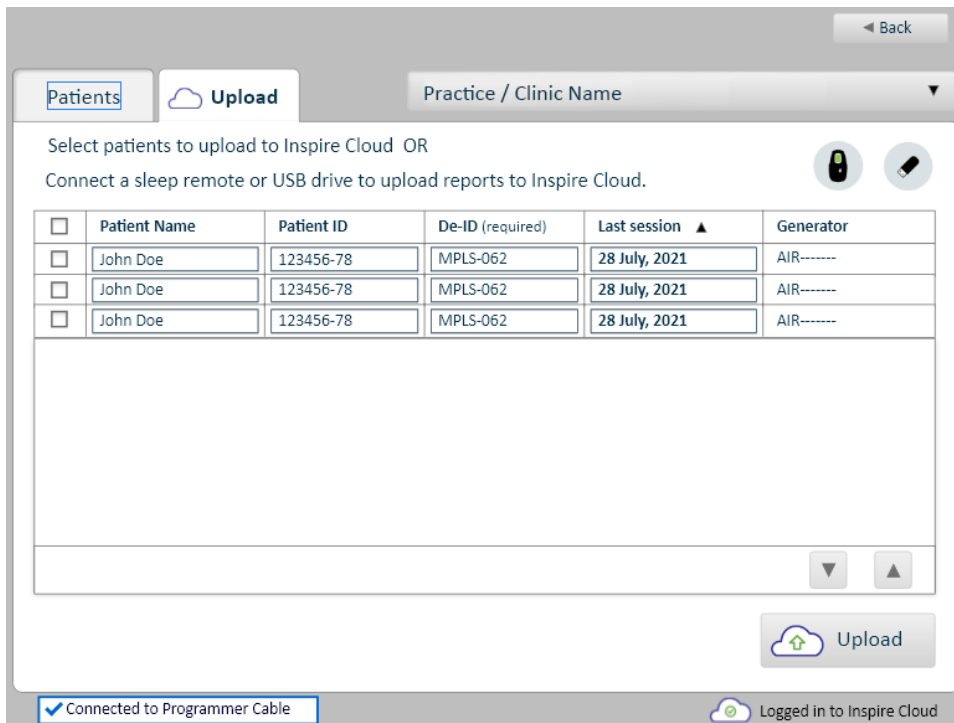 ◄ Back
Patients Upload Practice / Clinic Name ▼
Select patients to upload to Inspire Cloud OR
Connect a sleep remote or USB drive to upload reports to Inspire Cloud.
Patient Name Patient ID De-ID (required) Last session ▲ Generator
John Doe 123456-78 MPLS-062 28 July, 2021 AIR-------
John Doe 123456-78 MPLS-062 28 July, 2021 AIR-------
John Doe 123456-78 MPLS-062 28 July, 2021 AIR-------
▼ ▲
Upload
Connected to Programmer Cable Logged in to Inspire Cloud